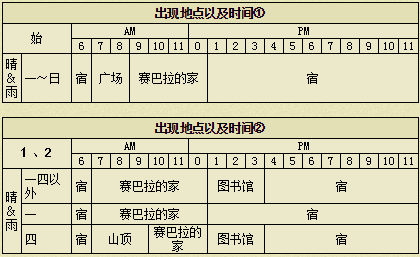 出现地点以及时间①
始 AM PM
6 7 8 9 10 11 0 1 2 3 4 5 6 7 8 9 10 11
晴&雨 一～日 宿 广场 赛巴拉的家 宿
出现地点以及时间②
1、2 AM PM
6 7 8 9 10 11 0 1 2 3 4 5 6 7 8 9 10 11
晴&雨 一四以外 宿 赛巴拉的家 图书馆 宿
一 宿 赛巴拉的家 宿
四 宿 山顶 赛巴拉的家 图书馆 宿